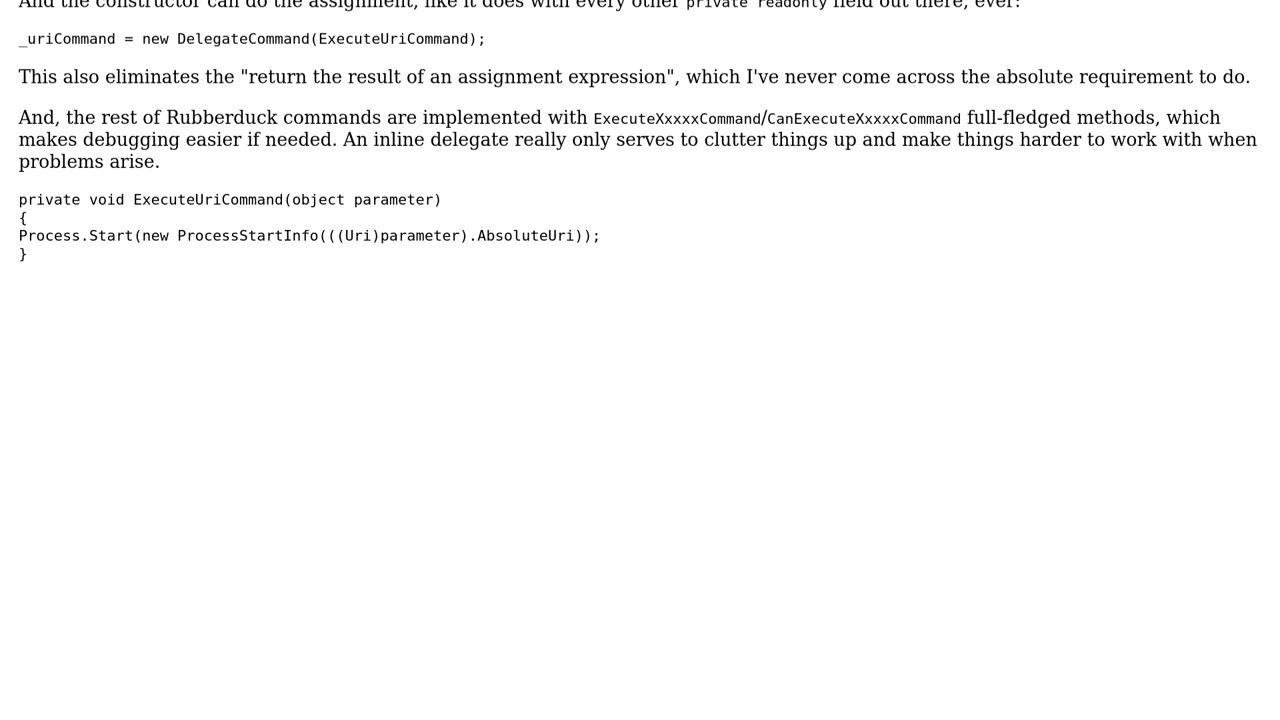 And the constructor can do the assignment, like it does with every other private readonly field out there, ever:
_uriCommand = new DelegateCommand(ExecuteUriCommand);
This also eliminates the "return the result of an assignment expression", which I've never come across the absolute requirement to do.
And, the rest of Rubberduck commands are implemented with ExecuteXxxxxCommand/CanExecuteXxxxxCommand full-fledged methods, which
makes debugging easier if needed. An inline delegate really only serves to clutter things up and make things harder to work with when
problems arise.
private void ExecuteUriCommand(object parameter)
{
Process.Start(new ProcessStartInfo(((Uri)parameter).AbsoluteUri));
}